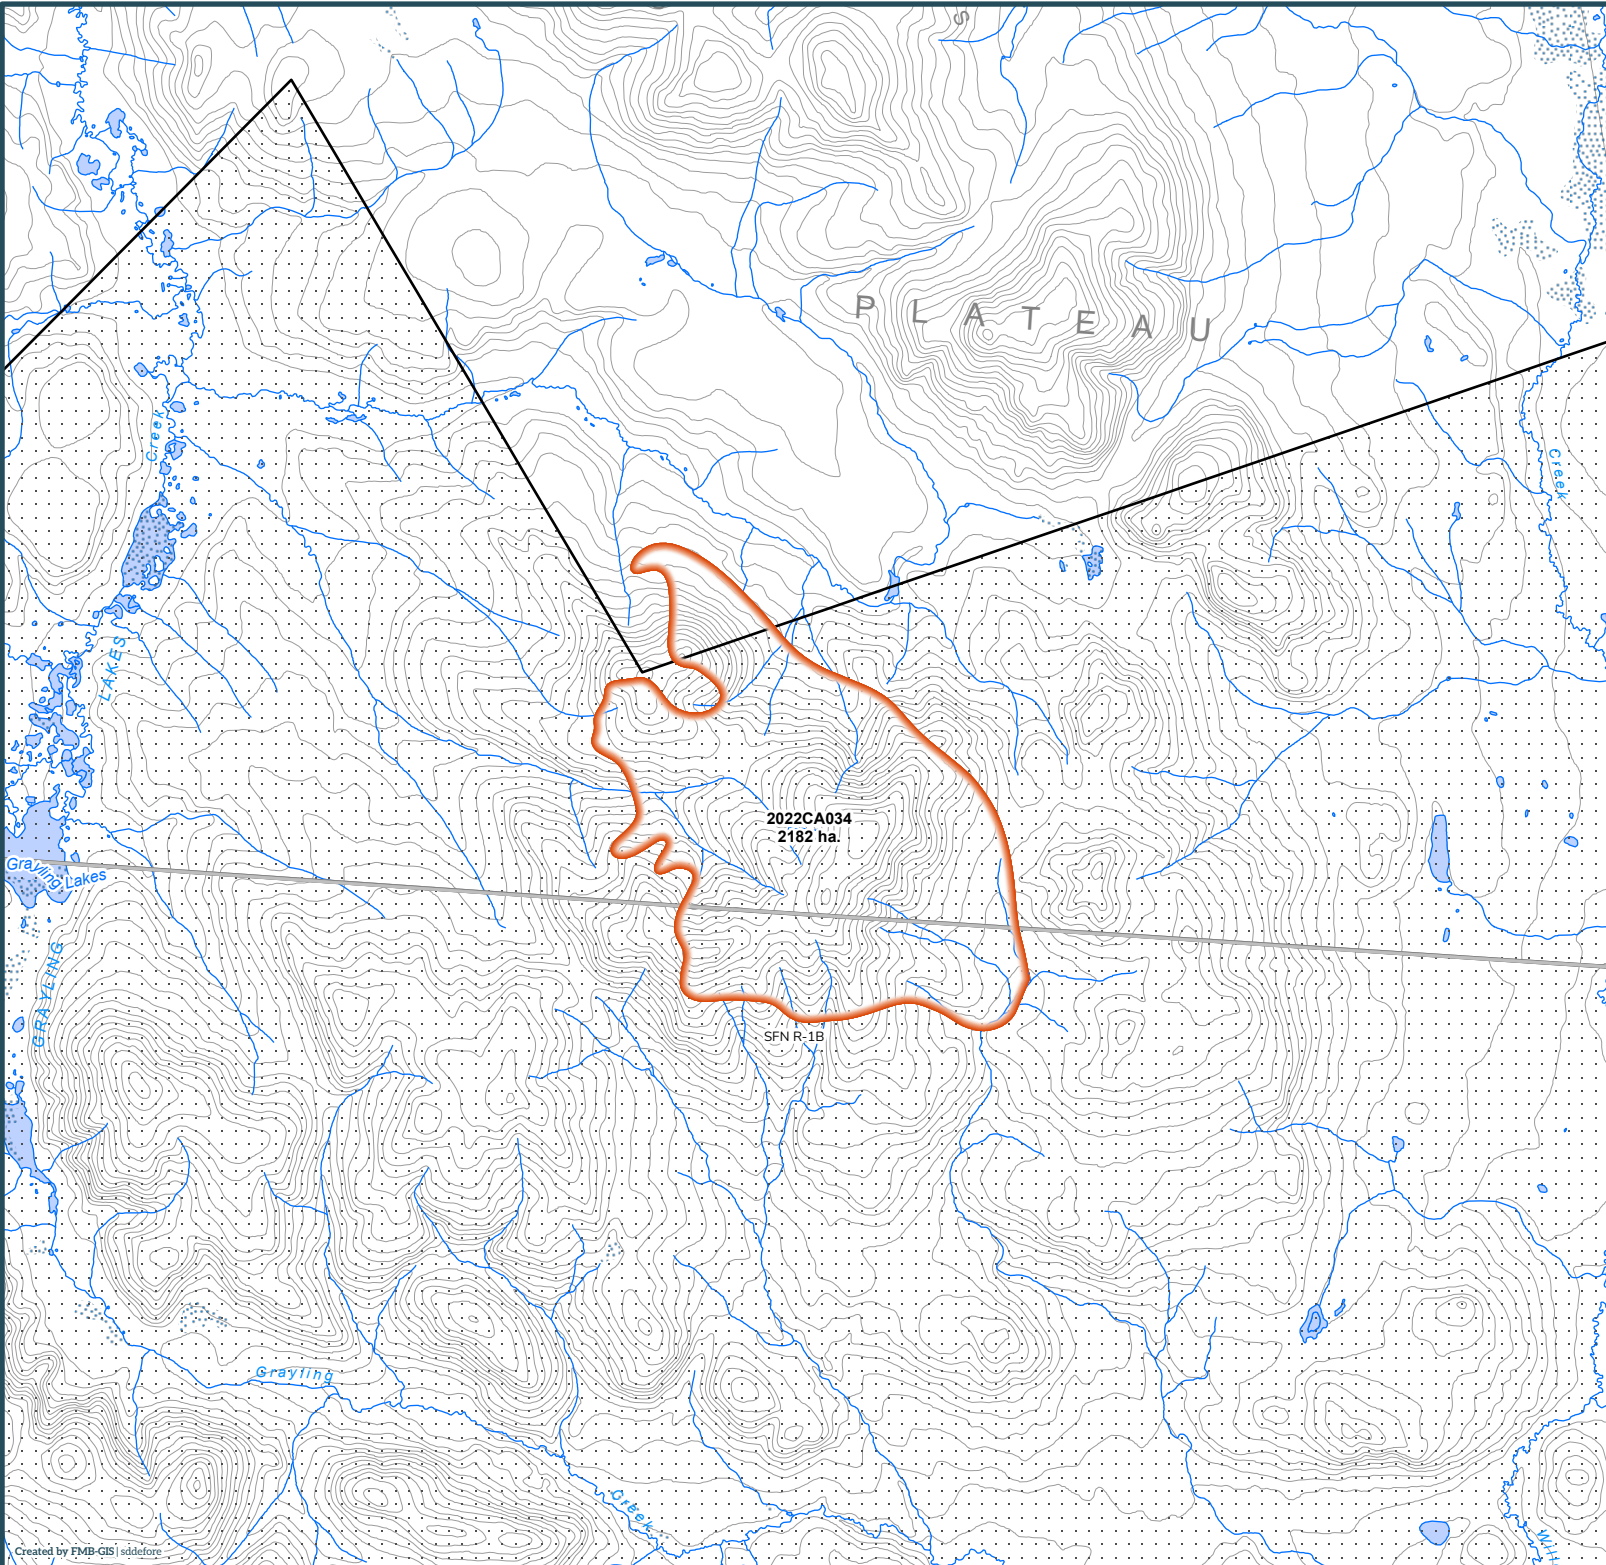 S
PLATEAU
Creek
Creek
LAKES
2022CA034
2182 ha.
Grayling Lakes
GRAYLING
SFN R-1B
Grayling
Creek
Created by FMB-GIS | sddefore